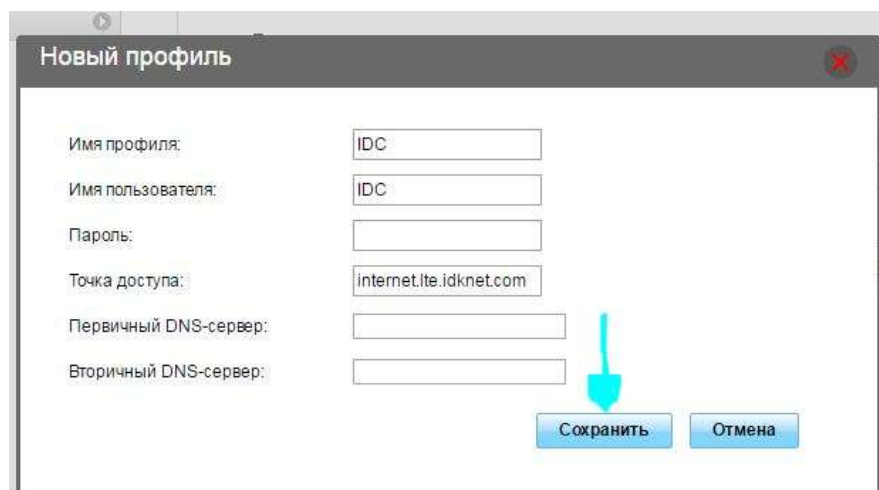 Новый профиль
Имя профиля: IDC
Имя пользователя: IDC
Пароль:
Точка доступа: internet.lte.idknet.com
Первичный DNS-сервер:
Вторичный DNS-сервер:
Сохранить Отмена